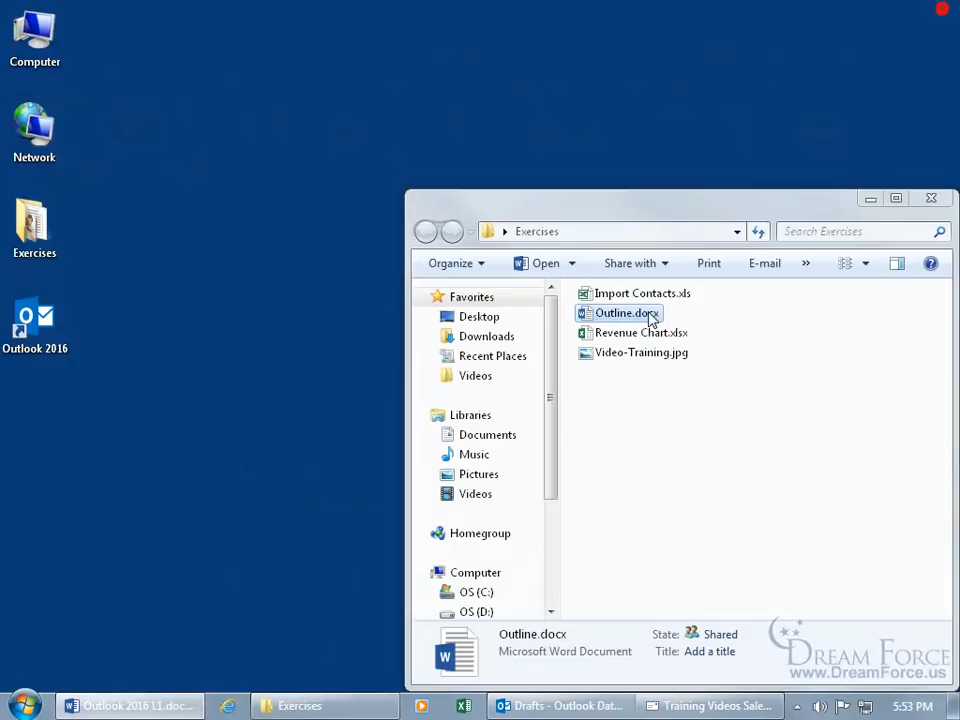 Computer
Network
Exercises
Outlook 2016
Exercises
Search Exercises
Organize
Open
Share with
Print
E-mail
»
Favorites
Desktop
Downloads
Recent Places
Videos
Libraries
Documents
Music
Pictures
Videos
Homegroup
Computer
OS (C:)
OS (D:)
Import Contacts.xls
Outline.docx
Revenue Chart.xlsx
Video-Training.jpg
Outline.docx
State: Shared
Microsoft Word Document
Title: Add a title
DREAM FORCE
www.DreamForce.us
Outlook 2016 L1.doc...
Exercises
Drafts - Outlook Dat...
Training Videos Sale...
5:53 PM